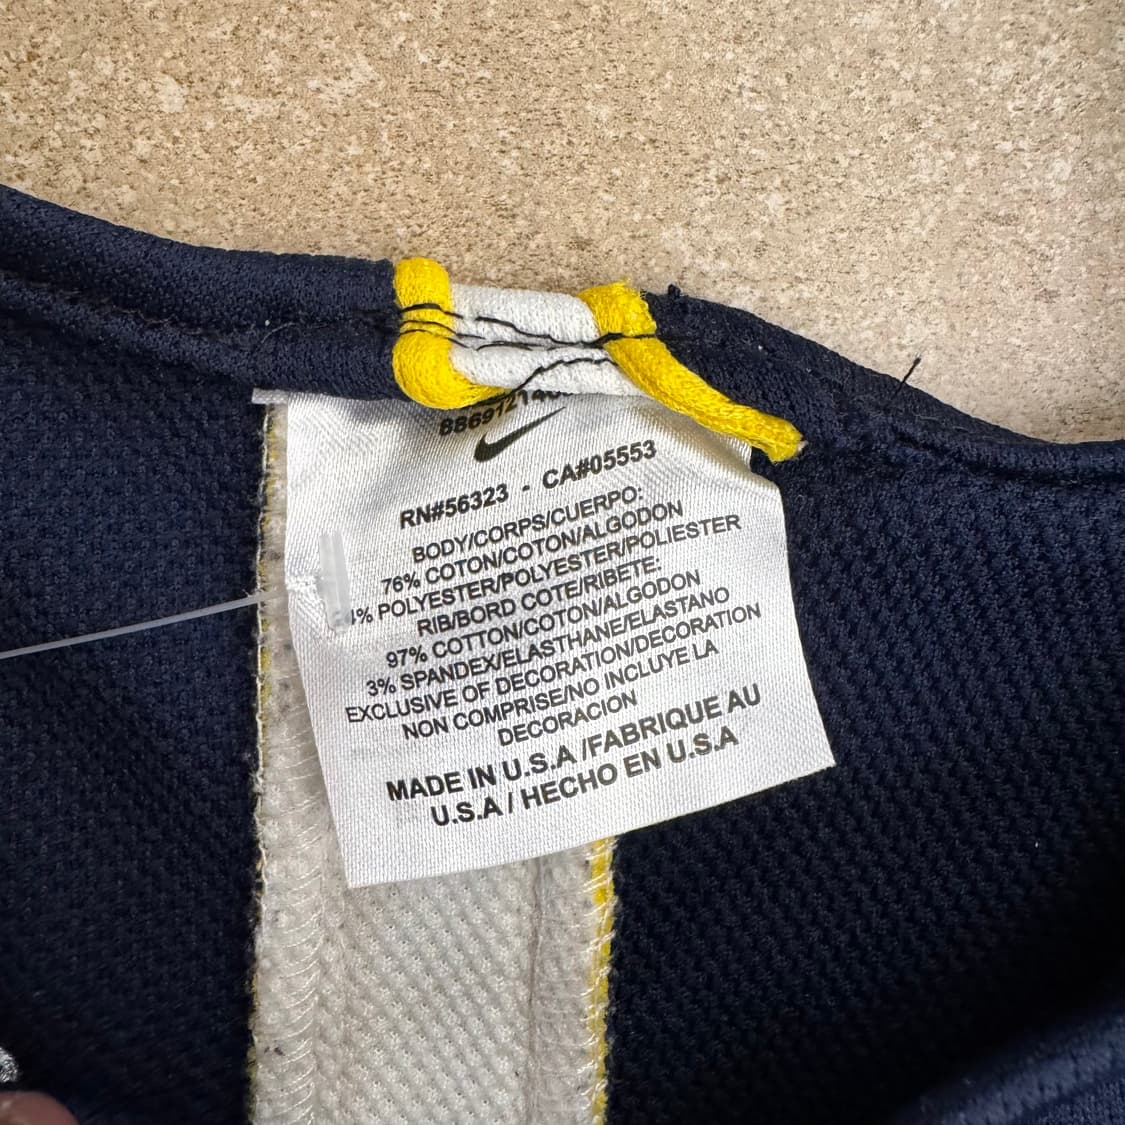 RN#56323 - CA#05553
BODY/CORPS/CUERPO:
76% COTON/COTON/ALGODON
POLYESTER/POLYESTER/POLIESTER
RIB/BORD COTE/RIBETE:
97% COTTON/COTON/ALGODON
3% SPANDEX/ELASTHANE/ELASTANO
EXCLUSIVE OF DECORATION/DECORATION
NON COMPRISE/NO INCLUYE LA
DECORACION
MADE IN U.S.A /FABRIQUE AU
U.S.A / HECHO EN U.S.A